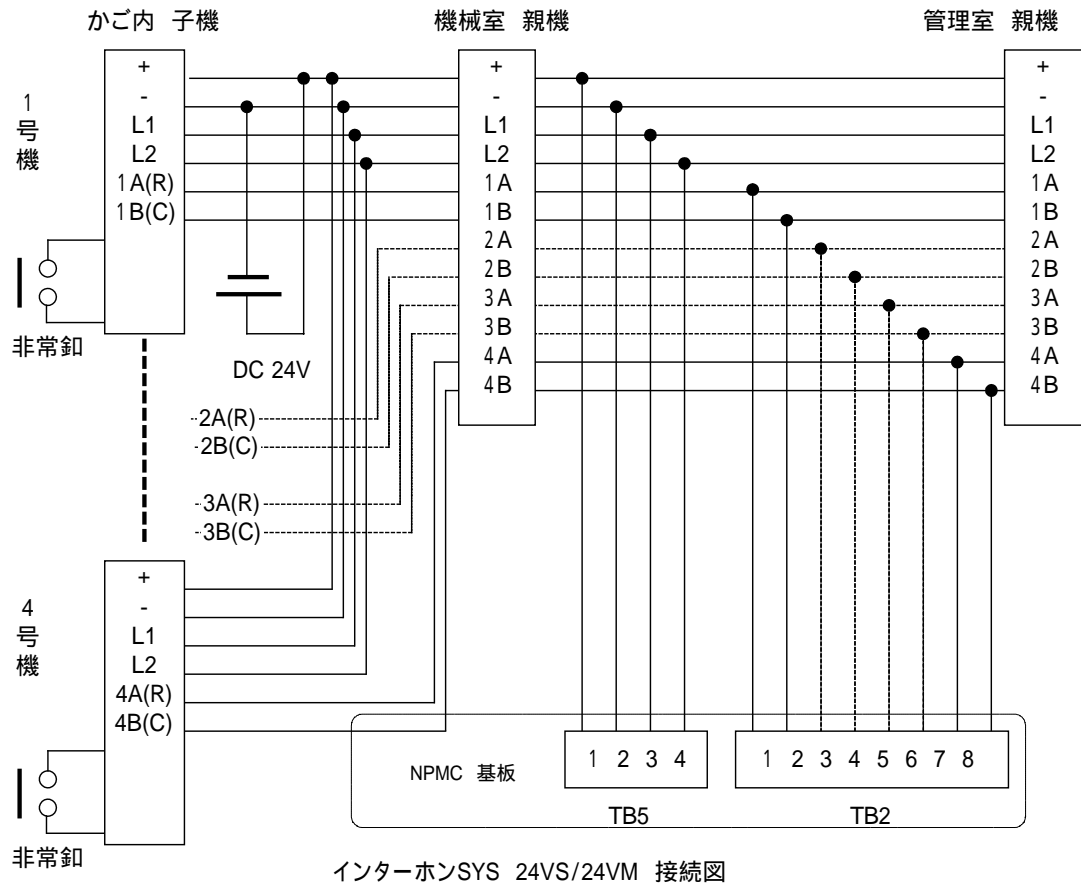 かご内 子機
機械室 親機
管理室 親機
1
号
機
+
-
L1
L2
1A(R)
1B(C)
非常釦
DC 24V
2A(R)
2B(C)
3A(R)
3B(C)
+
-
L1
L2
1A
1B
2A
2B
3A
3B
4A
4B
+
-
L1
L2
1A
1B
2A
2B
3A
3B
4A
4B
4
号
機
+
-
L1
L2
4A(R)
4B(C)
非常釦
NPMC 基板
1 2 3 4
TB5
1 2 3 4 5 6 7 8
TB2
インターホンSYS 24VS/24VM 接続図